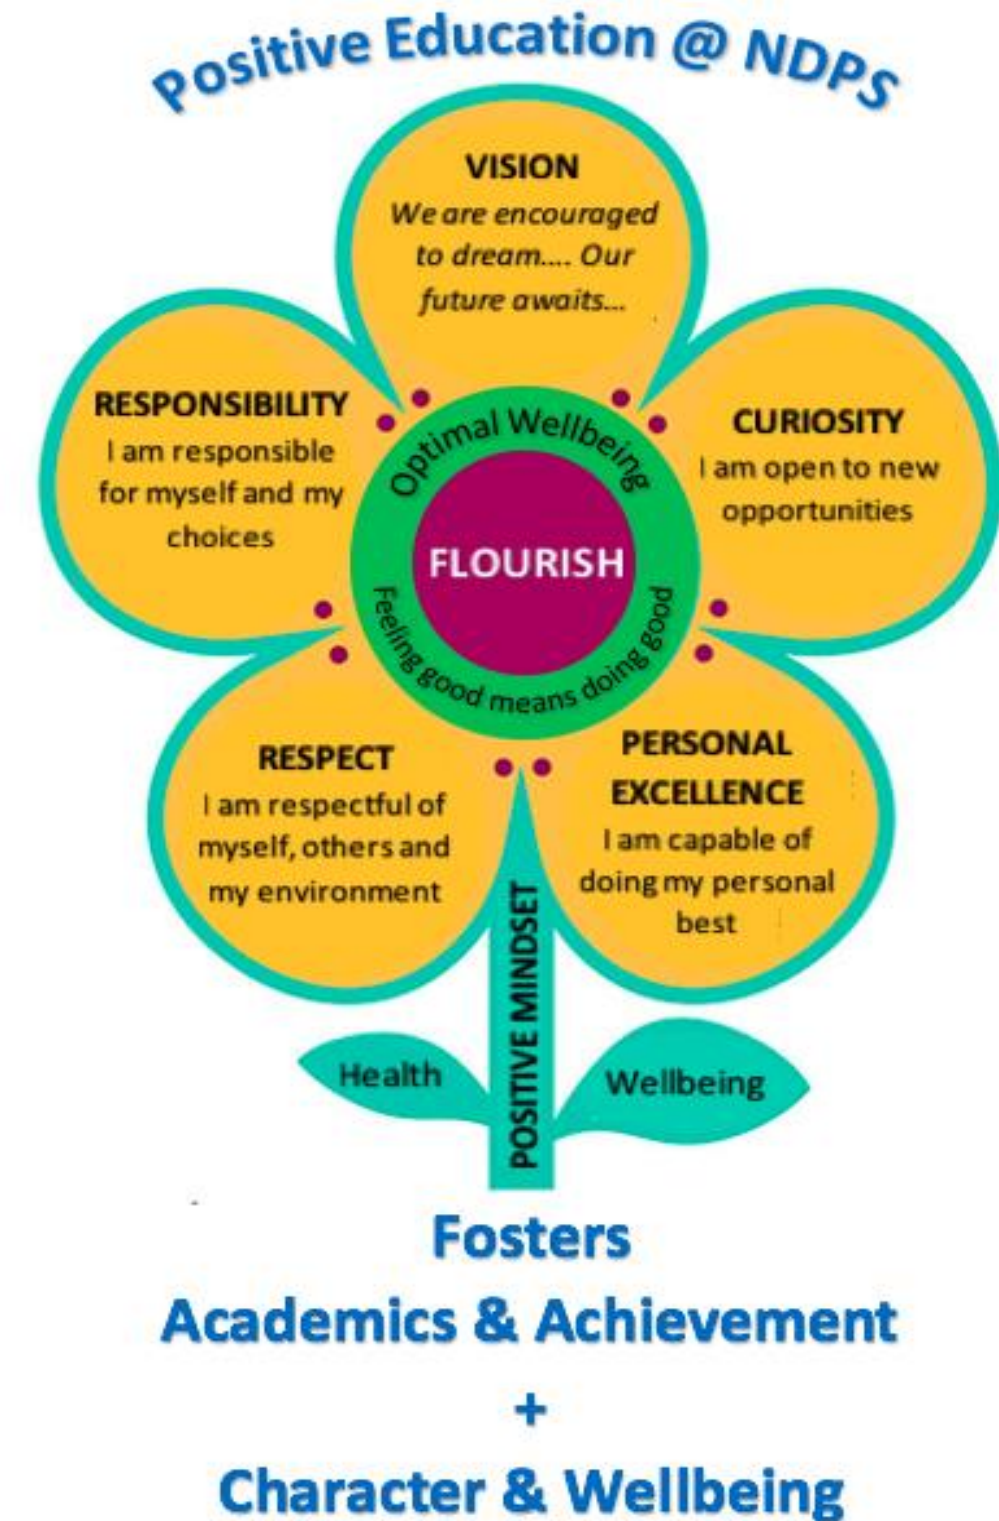 Positive Education @ NDPS
VISION
We are encouraged
to dream.... Our
future awaits...
RESPONSIBILITY
I am responsible
for myself and my
choices
CURIOSITY
I am open to new
opportunities
Optimal Wellbeing
FLOURISH
Feeling good means doing good
RESPECT
I am respectful of
myself, others and
my environment
PERSONAL
EXCELLENCE
I am capable of
doing my personal
best
POSITIVE MINDSET
Health
Wellbeing
Fosters
Academics & Achievement
+
Character & Wellbeing